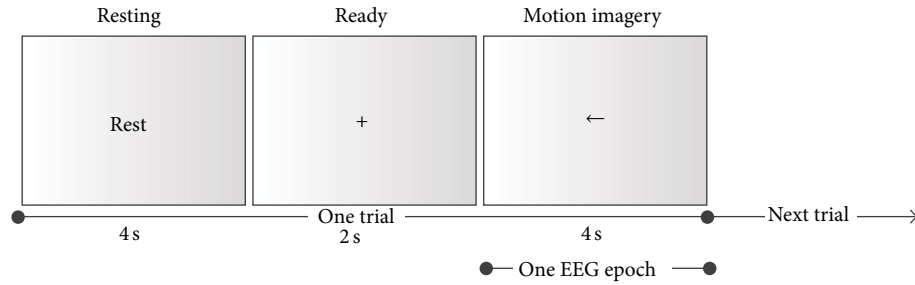 Resting Ready Motion imagery
Rest + ←
One trial Next trial
4 s 2 s 4 s
One EEG epoch